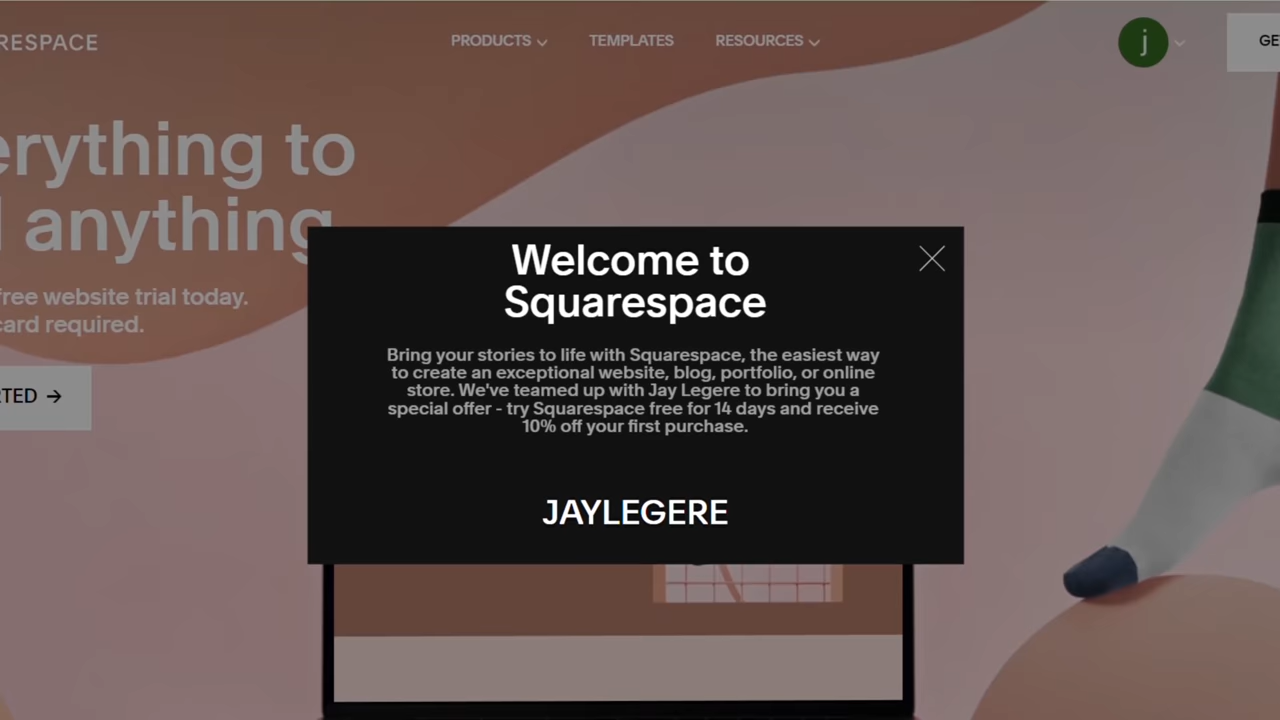 RESPACE
PRODUCTS
TEMPLATES
RESOURCES
j
GE
erything to
anything
free website trial today.
card required.
RTED →
Welcome to
Squarespace
Bring your stories to life with Squarespace, the easiest way
to create an exceptional website, blog, portfolio, or online
store. We've teamed up with Jay Legere to bring you a
special offer - try Squarespace free for 14 days and receive
10% off your first purchase.
JAYLEGERE